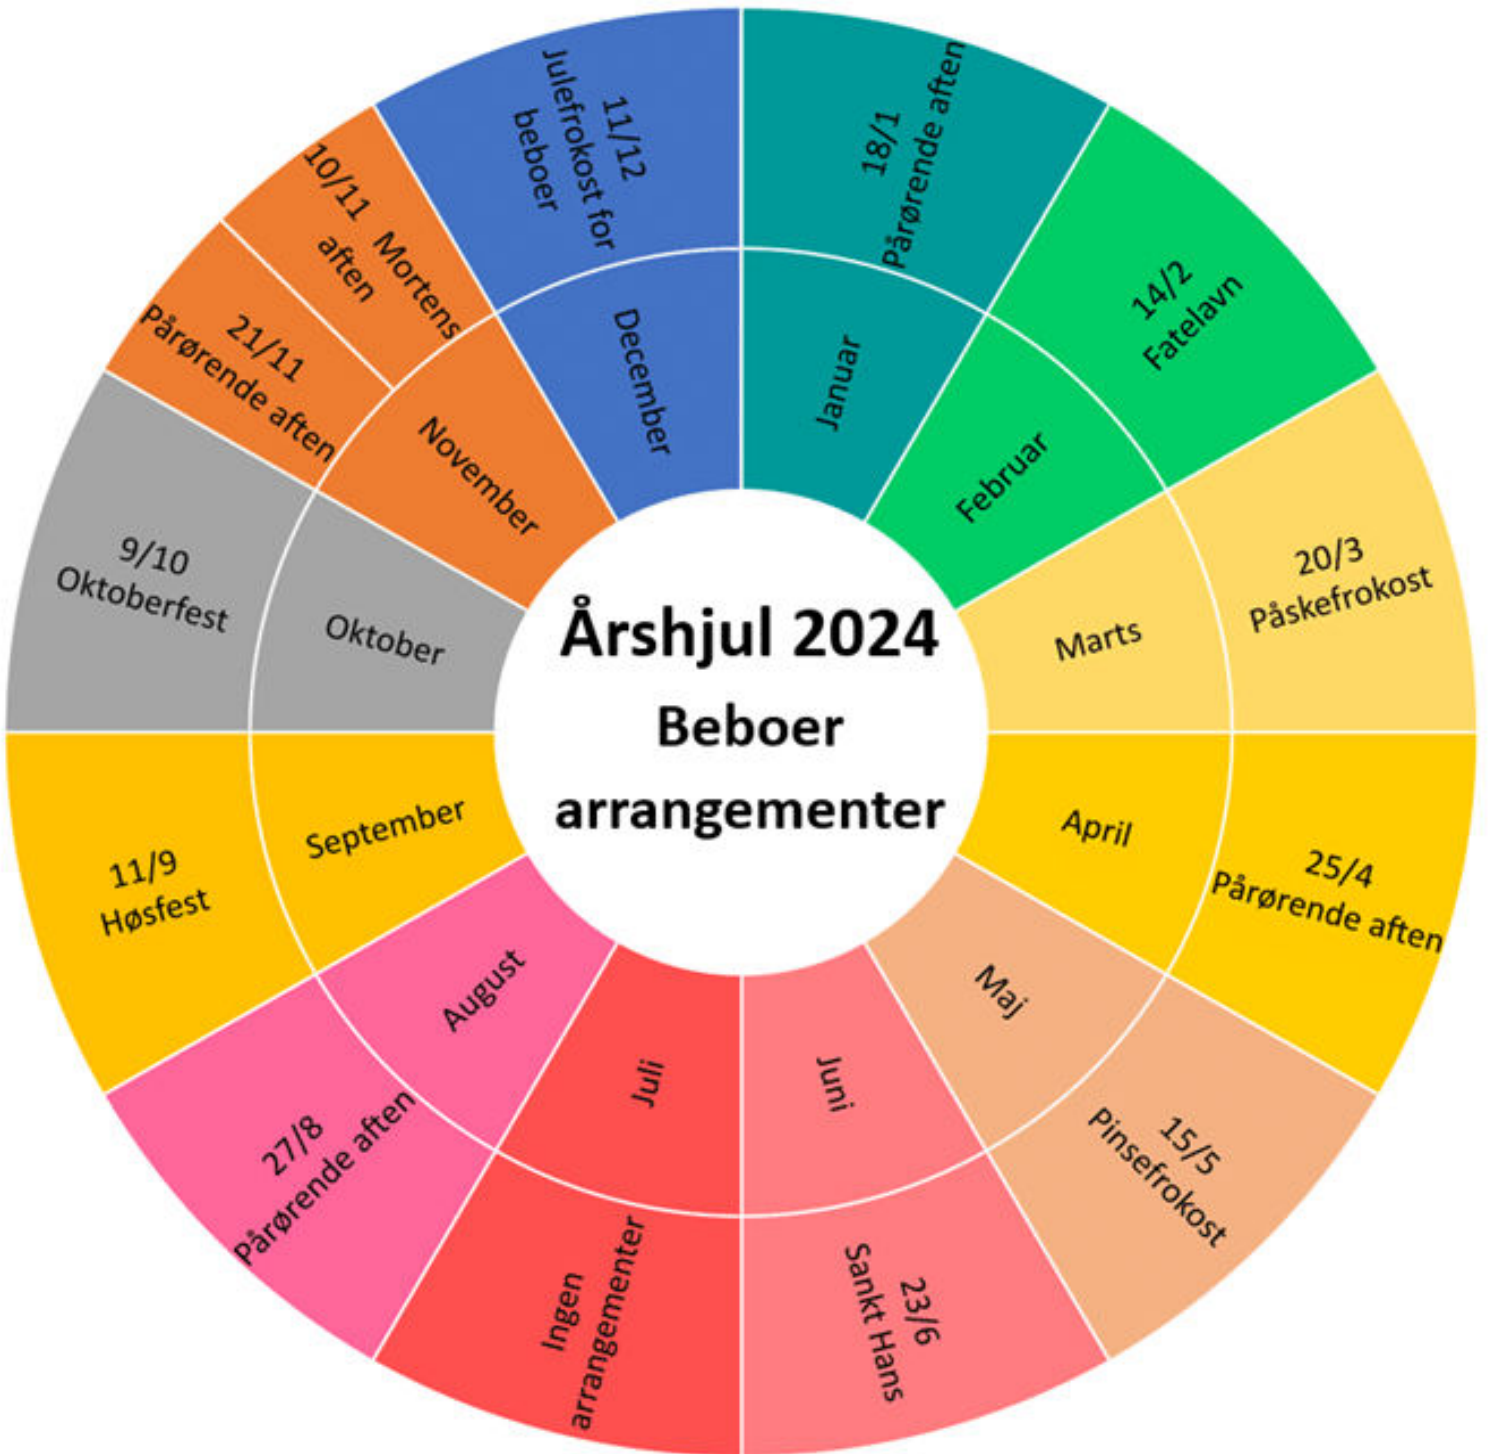 Årshjul 2024
Beboer
arrangementer
Januar
18/1
Pårørende aften
Februar
14/2
Fatelavn
Marts
20/3
Påskefrokost
April
25/4
Pårørende aften
Maj
15/5
Pinsefrokost
Juni
23/6
Sankt Hans
Juli
Ingen
arrangementer
August
27/8
Pårørende aften
September
11/9
Høsfest
Oktober
9/10
Oktoberfest
November
21/11
Pårørende aften
10/11 Mortens
aften
December
11/12
Julefrokost for
beboer